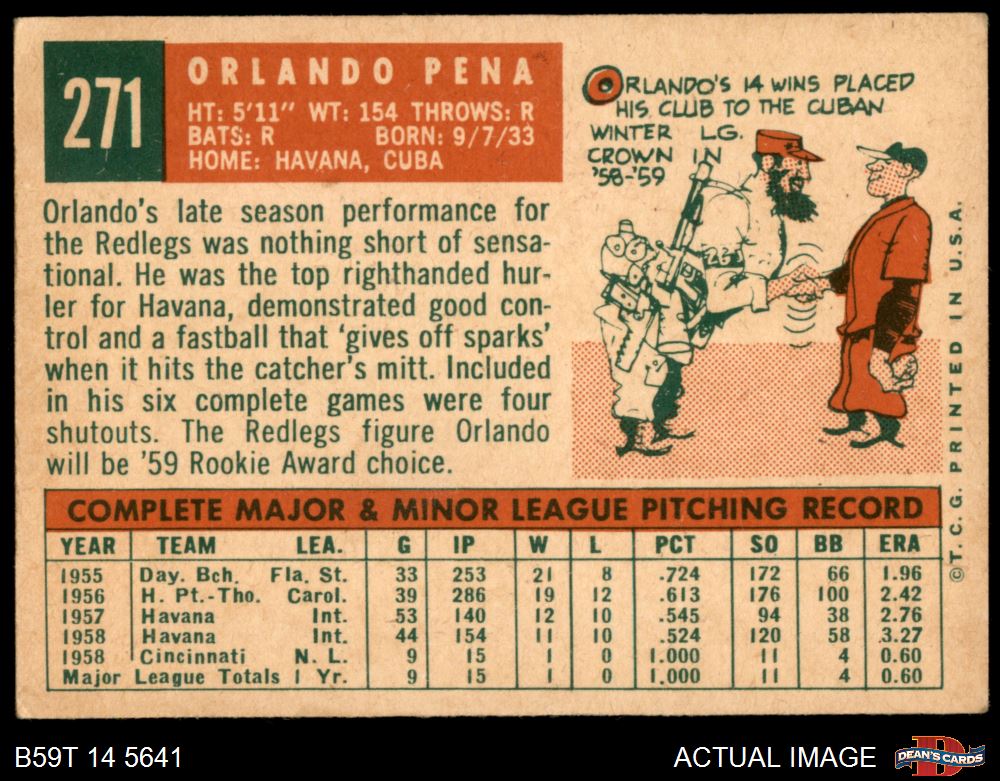 271
ORLANDO PENA
HT: 5'11" WT: 154 THROWS: R
BATS: R BORN: 9/7/33
HOME: HAVANA, CUBA
Orlando's late season performance for
the Redlegs was nothing short of sensa-
tional. He was the top righthanded hur-
ler for Havana, demonstrated good con-
trol and a fastball that 'gives off sparks'
when it hits the catcher's mitt. Included
in his six complete games were four
shutouts. The Redlegs figure Orlando
will be '59 Rookie Award choice.
ORLANDO'S 14 WINS PLACED
HIS CLUB TO THE CUBAN
WINTER LG.
CROWN IN
'58-'59
COMPLETE MAJOR & MINOR LEAGUE PITCHING RECORD
YEAR TEAM LEA. G IP W L PCT SO BB ERA
1955 Day. Bch. Fla. St. 33 253 21 8 .724 172 66 1.96
1956 H. Pt.-Tho. Carol. 39 286 19 12 .613 176 100 2.42
1957 Havana Int. 53 140 12 10 .545 94 38 2.76
1958 Havana Int. 44 154 11 10 .524 120 58 3.27
1958 Cincinnati N. L. 9 15 1 0 1.000 11 4 0.60
Major League Totals 1 Yr. 9 15 1 0 1.000 11 4 0.60
©T. C. G. PRINTED IN U.S.A.
B59T 14 5641
ACTUAL IMAGE
DEAN'S CARDS